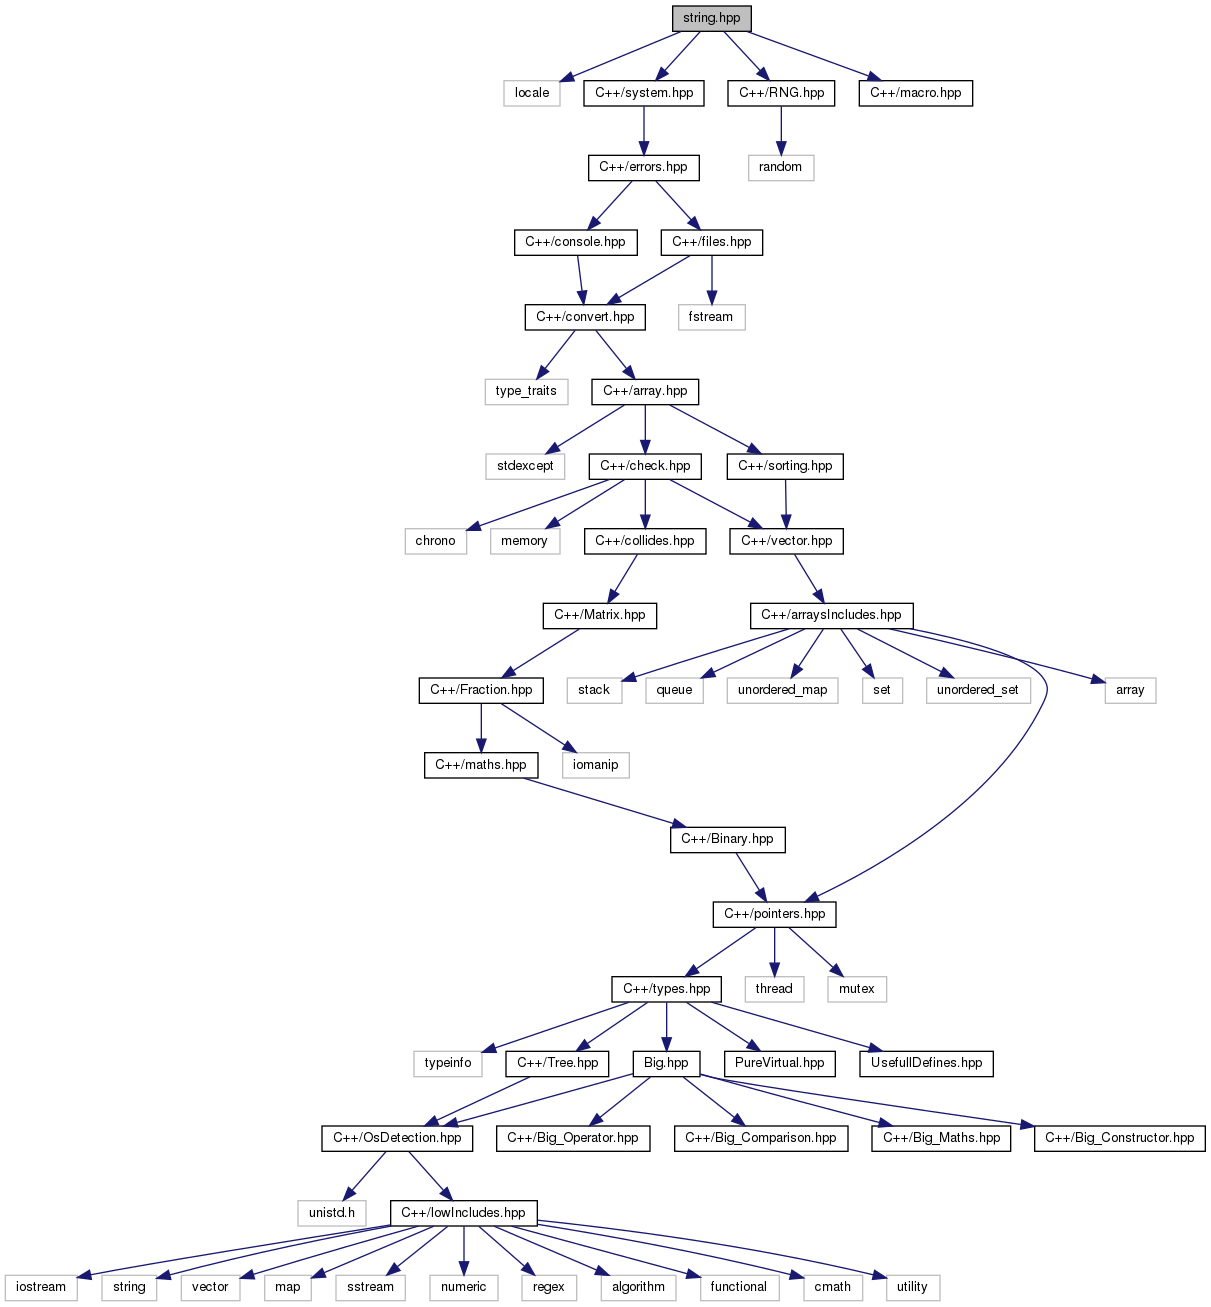 string.hpp
locale
C++/system.hpp
C++/RNG.hpp
C++/macro.hpp
C++/errors.hpp
random
C++/console.hpp
C++/files.hpp
C++/convert.hpp
fstream
type_traits
C++/array.hpp
stdexcept
C++/check.hpp
C++/sorting.hpp
chrono
memory
C++/collides.hpp
C++/vector.hpp
C++/Matrix.hpp
C++/arraysIncludes.hpp
C++/Fraction.hpp
stack
queue
unordered_map
set
unordered_set
array
C++/maths.hpp
iomanip
C++/Binary.hpp
C++/pointers.hpp
C++/types.hpp
thread
mutex
typeinfo
C++/Tree.hpp
Big.hpp
PureVirtual.hpp
UsefullDefines.hpp
C++/OsDetection.hpp
C++/Big_Operator.hpp
C++/Big_Comparison.hpp
C++/Big_Maths.hpp
C++/Big_Constructor.hpp
unistd.h
C++/lowIncludes.hpp
iostream
string
vector
map
sstream
numeric
regex
algorithm
functional
cmath
utility